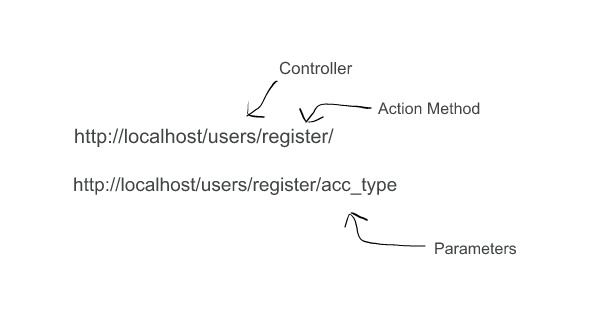 Controller
Action Method
http://localhost/users/register/
http://localhost/users/register/acc_type
Parameters